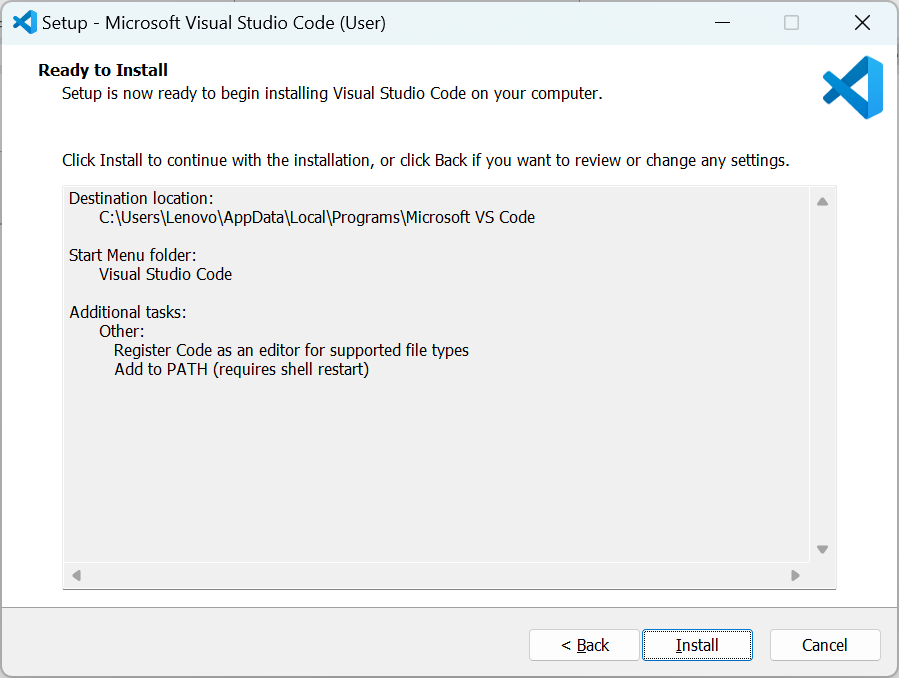 Setup - Microsoft Visual Studio Code (User)
Ready to Install
Setup is now ready to begin installing Visual Studio Code on your computer.
Click Install to continue with the installation, or click Back if you want to review or change any settings.
Destination location:
C:\Users\Lenovo\AppData\Local\Programs\Microsoft VS Code
Start Menu folder:
Visual Studio Code
Additional tasks:
Other:
Register Code as an editor for supported file types
Add to PATH (requires shell restart)
< Back
Install
Cancel